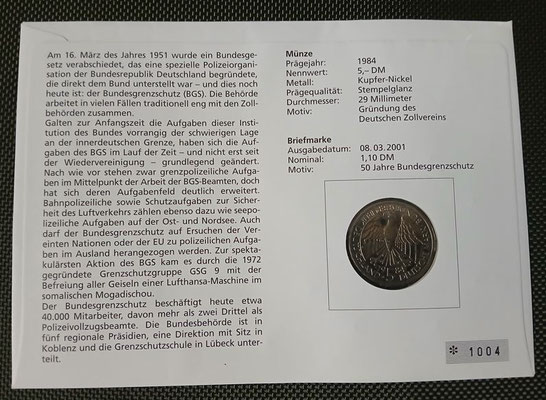 Am 16. März des Jahres 1951 wurde ein Bundesge-
setz verabschiedet, das eine spezielle Polizeiorgani-
sation der Bundesrepublik Deutschland begründete,
die direkt dem Bund unterstellt war – und dies noch
heute ist: der Bundesgrenzschutz (BGS). Die Behörde
arbeitet in vielen Fällen traditionell eng mit den Zoll-
behörden zusammen.
Galten zur Anfangszeit die Aufgaben dieser Insti-
tution des Bundes vorrangig der schwierigen Lage
an der innerdeutschen Grenze, haben sich die Auf-
gaben des BGS im Lauf der Zeit – und nicht erst seit
der Wiedervereinigung – grundlegend geändert.
Nach wie vor stehen zwar grenzpolizeiliche Aufga-
ben im Mittelpunkt der Arbeit der BGS-Beamten, doch
hat sich deren Aufgabenfeld deutlich erweitert.
Bahnpolizeiliche sowie Schutzaufgaben zur Sicher-
heit des Luftverkehrs zählen ebenso dazu wie seepo-
lizeiliche Aufgaben auf der Ost- und Nordsee. Auch
darf der Bundesgrenzschutz auf Ersuchen der Ver-
einten Nationen oder der EU zu polizeilichen Aufga-
ben im Ausland herangezogen werden. Zur spekta-
kulärsten Aktion des BGS kam es durch die 1972
gegründete Grenzschutzgruppe GSG 9 mit der
Befreiung aller Geiseln einer Lufthansa-Maschine im
somalischen Mogadischou.
Der Bundesgrenzschutz beschäftigt heute etwa
40.000 Mitarbeiter, davon mehr als zwei Drittel als
Polizeivollzugsbeamte. Die Bundesbehörde ist in
fünf regionale Präsidien, eine Direktion mit Sitz in
Koblenz und die Grenzschutzschule in Lübeck unter-
teilt.
Münze
Prägejahr: 1984
Nennwert: 5,– DM
Metall: Kupfer-Nickel
Prägequalität: Stempelglanz
Durchmesser: 29 Millimeter
Motiv: Gründung des
Deutschen Zollvereins
Briefmarke
Ausgabedatum: 08.03.2001
Nominal: 1,10 DM
Motiv: 50 Jahre Bundesgrenzschutz
* 1004